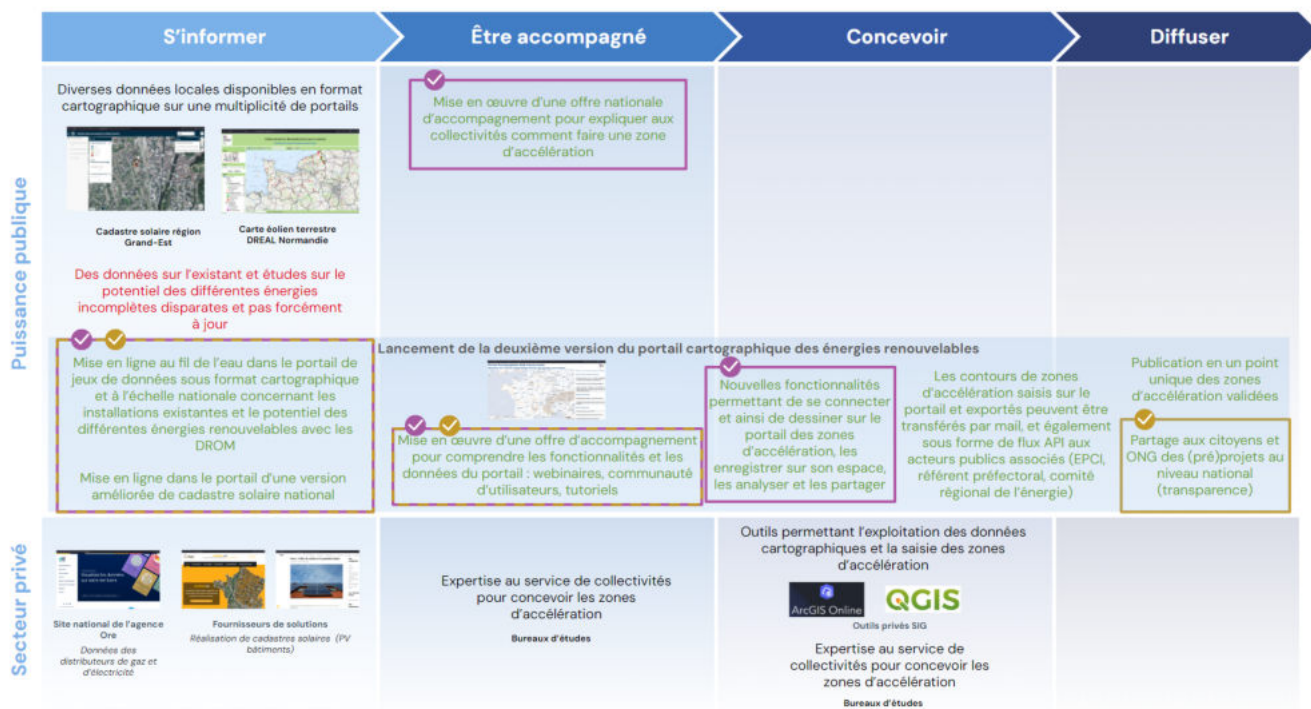 S'informer
Être accompagné
Concevoir
Diffuser
Puissance publique
Diverses données locales disponibles en format
cartographique sur une multiplicité de portails
Cadastre solaire région
Grand-Est
Carte éolien terrestre
DREAL Normandie
Des données sur l'existant et études sur le
potentiel des différentes énergies
incomplètes disparates et pas forcément
à jour
Mise en œuvre d'une offre nationale
d'accompagnement pour expliquer aux
collectivités comment faire une zone
d'accélération
Lancement de la deuxième version du portail cartographique des énergies renouvelables
Mise en ligne au fil de l'eau dans le portail de
jeux de données sous format cartographique
et à l'échelle nationale concernant les
installations existantes et le potentiel des
différentes énergies renouvelables avec les
DROM
Mise en ligne dans le portail d'une version
améliorée de cadastre solaire national
Mise en œuvre d'une offre d'accompagnement
pour comprendre les fonctionnalités et les
données du portail : webinaires, communauté
d'utilisateurs, tutoriels
Nouvelles fonctionnalités
permettant de se connecter
et ainsi de dessiner sur le
portail des zones
d'accélération, les
enregistrer sur son espace,
les analyser et les partager
Les contours de zones
d'accélération saisis sur le
portail et exportés peuvent être
transférés par mail, et également
sous forme de flux API aux
acteurs publics associés (EPCI,
référent préfectoral, comité
régional de l'énergie)
Publication en un point
unique des zones
d'accélération validées
Partage aux citoyens et
ONG des (pré)projets au
niveau national
(transparence)
Secteur privé
Site national de l'agence
Ore
Données des
distributeurs de gaz et
d'électricité
Fournisseurs de solutions
Réalisation de cadastres solaires (PV
bâtiments)
Expertise au service de collectivités
pour concevoir les zones
d'accélération
Bureaux d'études
Outils permettant l'exploitation des données
cartographiques et la saisie des zones
d'accélération
ArcGIS Online
QGIS
Outils privés SIG
Expertise au service de
collectivités pour concevoir les
zones d'accélération
Bureaux d'études